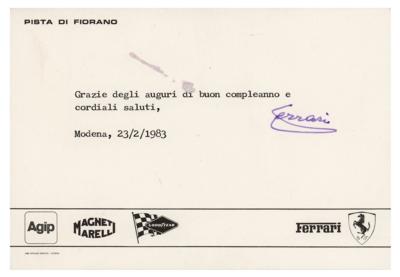 PISTA DI FIORANO
Grazie degli auguri di buon compleanno e
cordiali saluti,
Ferrari
Modena, 23/2/1983
Agip
MAGNETI
MARELLI
GOODYEAR
Ferrari